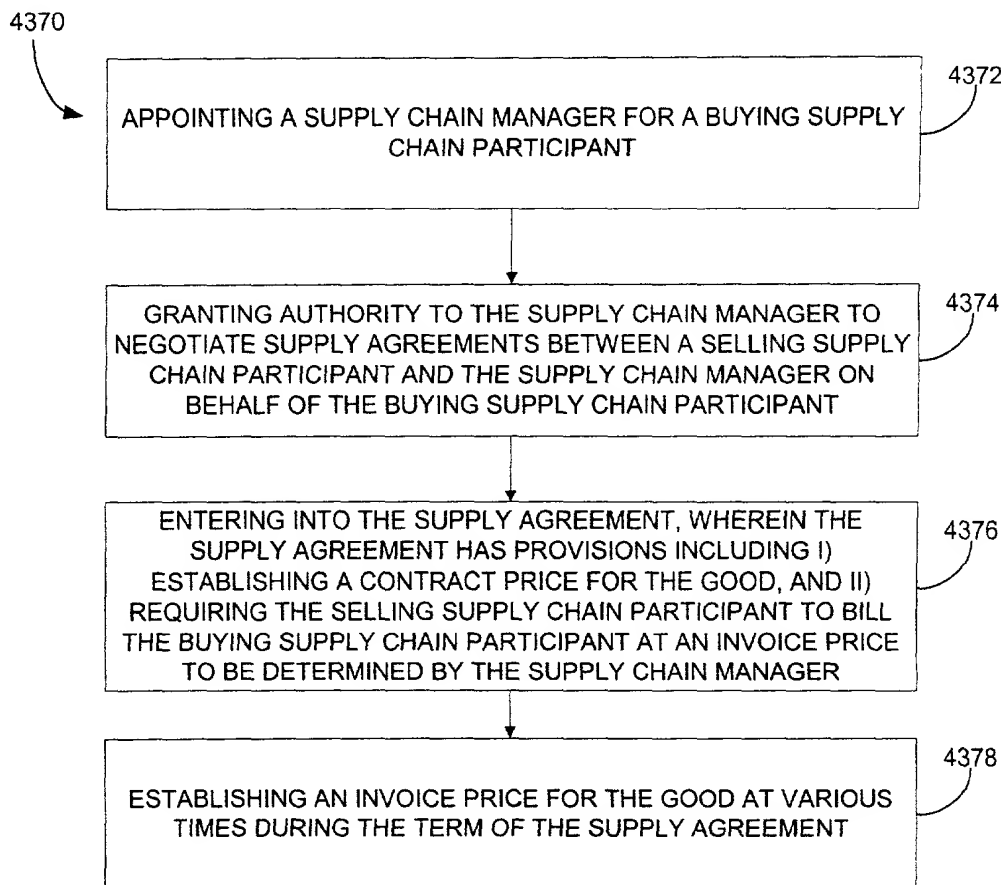 4370
4372
APPOINTING A SUPPLY CHAIN MANAGER FOR A BUYING SUPPLY
CHAIN PARTICIPANT
4374
GRANTING AUTHORITY TO THE SUPPLY CHAIN MANAGER TO
NEGOTIATE SUPPLY AGREEMENTS BETWEEN A SELLING SUPPLY
CHAIN PARTICIPANT AND THE SUPPLY CHAIN MANAGER ON
BEHALF OF THE BUYING SUPPLY CHAIN PARTICIPANT
4376
ENTERING INTO THE SUPPLY AGREEMENT, WHEREIN THE
SUPPLY AGREEMENT HAS PROVISIONS INCLUDING I)
ESTABLISHING A CONTRACT PRICE FOR THE GOOD, AND II)
REQUIRING THE SELLING SUPPLY CHAIN PARTICIPANT TO BILL
THE BUYING SUPPLY CHAIN PARTICIPANT AT AN INVOICE PRICE
TO BE DETERMINED BY THE SUPPLY CHAIN MANAGER
4378
ESTABLISHING AN INVOICE PRICE FOR THE GOOD AT VARIOUS
TIMES DURING THE TERM OF THE SUPPLY AGREEMENT